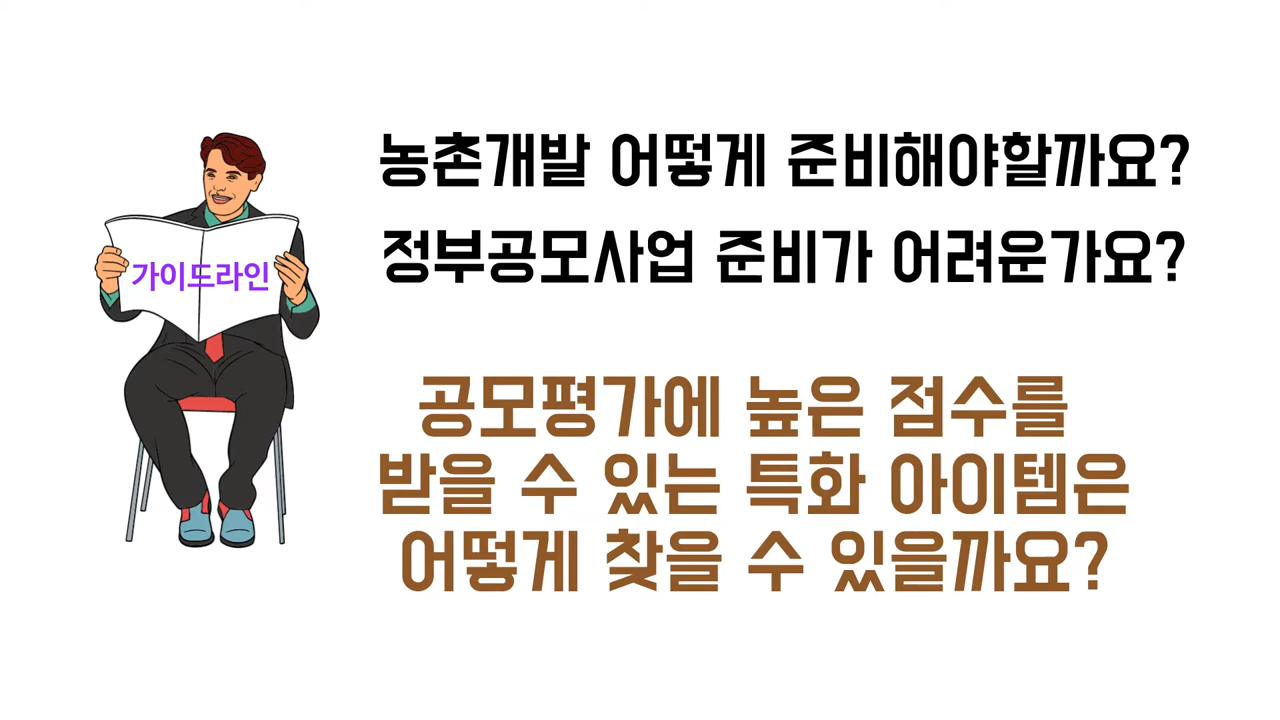 농촌개발 어떻게 준비해야할까요?
정부공모사업 준비가 어려운가요?
가이드라인
공모평가에 높은 점수를
받을 수 있는 특화 아이템은
어떻게 찾을 수 있을까요?